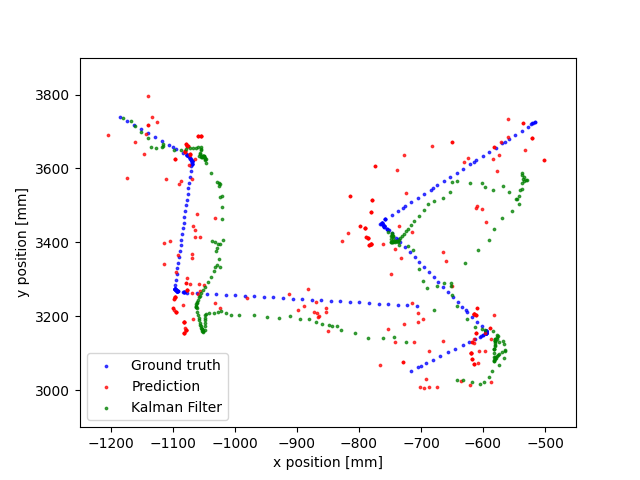 3800
3600
3400
3200
3000
y position [mm]
Ground truth
Prediction
Kalman Filter
−1200 −1100 −1000 −900 −800 −700 −600 −500
x position [mm]